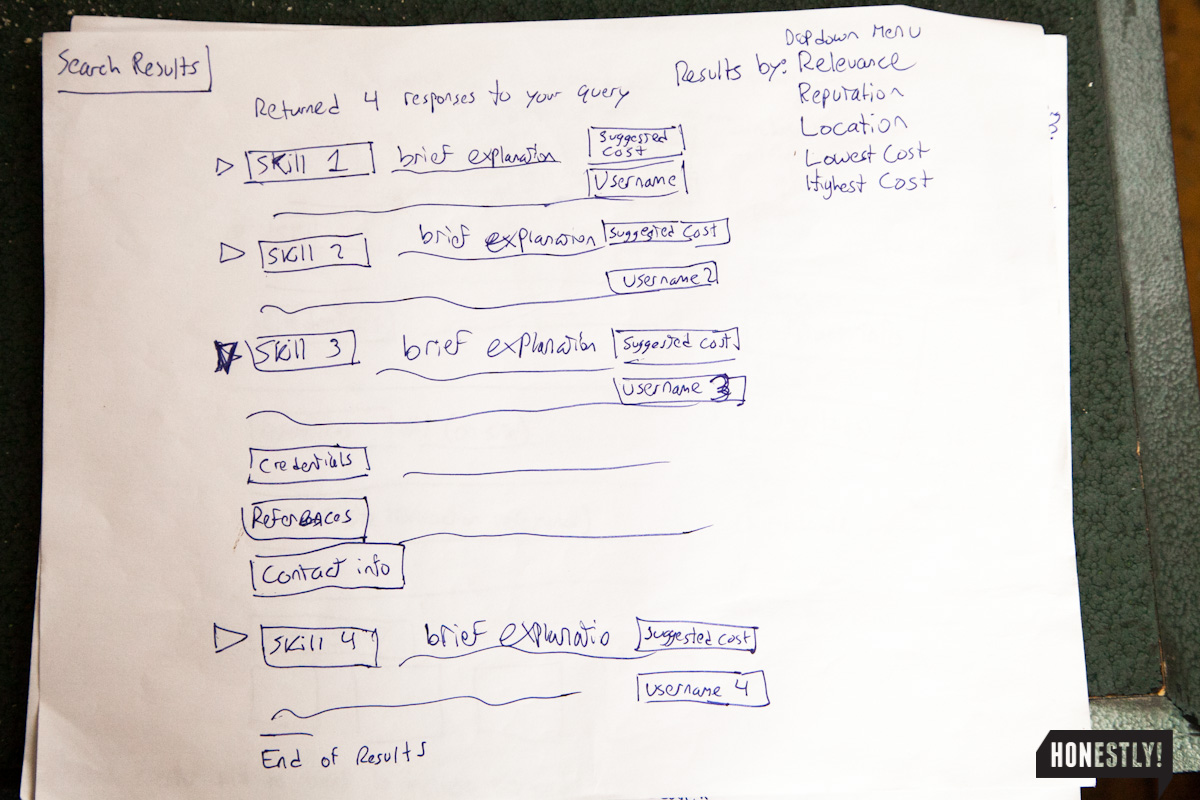 Search Results
Dropdown Menu
Results by: Relevance
Reputation
Location
Lowest Cost
Highest Cost
?
Returned 4 responses to your query
Skill 1 brief explanation Suggested Cost
Username
Skill 2 brief explanation Suggested Cost
Username2
Skill 3 brief explanation Suggested cost
Username 3
Credentials
References
Contact info
Skill 4 brief explanatio Suggested cost
Username 4
End of Results
HONESTLY!